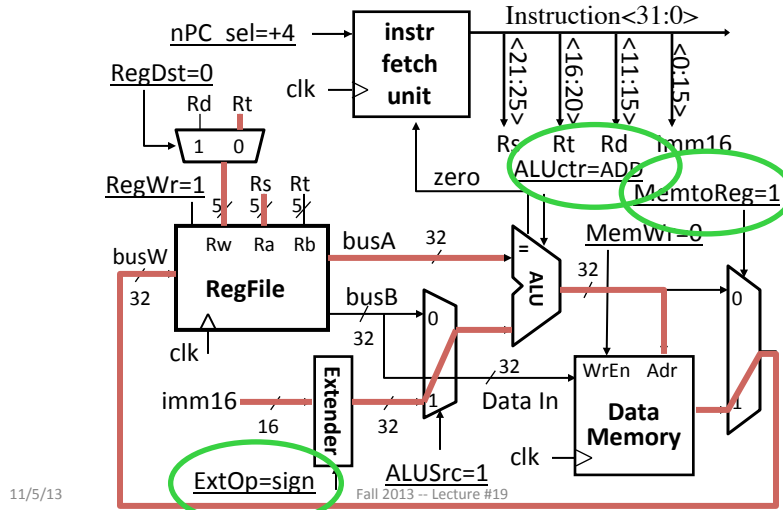 Instruction<31:0>
nPC_sel=+4
instr
fetch
unit
clk
<21:25>
<16:20>
<11:15>
<0:15>
Rs
Rt
Rd
imm16
RegDst=0
Rd
Rt
1
0
zero
ALUctr=ADD
MemtoReg=1
RegWr=1
Rs
Rt
5
5
5
MemWr=0
busW
32
Rw
Ra
Rb
RegFile
clk
busA
32
busB
32
=
ALU
32
0
1
0
1
imm16
16
Extender
32
32
Data In
WrEn
Adr
Data
Memory
clk
ExtOp=sign
ALUSrc=1
11/5/13
Fall 2013 -- Lecture #19